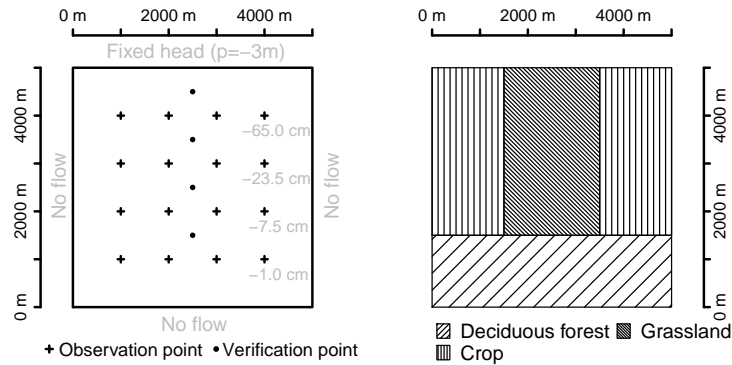 0 m 2000 m 4000 m
Fixed head (p=−3m)
0 m 2000 m 4000 m
No flow
No flow
−65.0 cm
−23.5 cm
−7.5 cm
−1.0 cm
No flow
Observation point Verification point
0 m 2000 m 4000 m
0 m 2000 m 4000 m
Deciduous forest Grassland
Crop